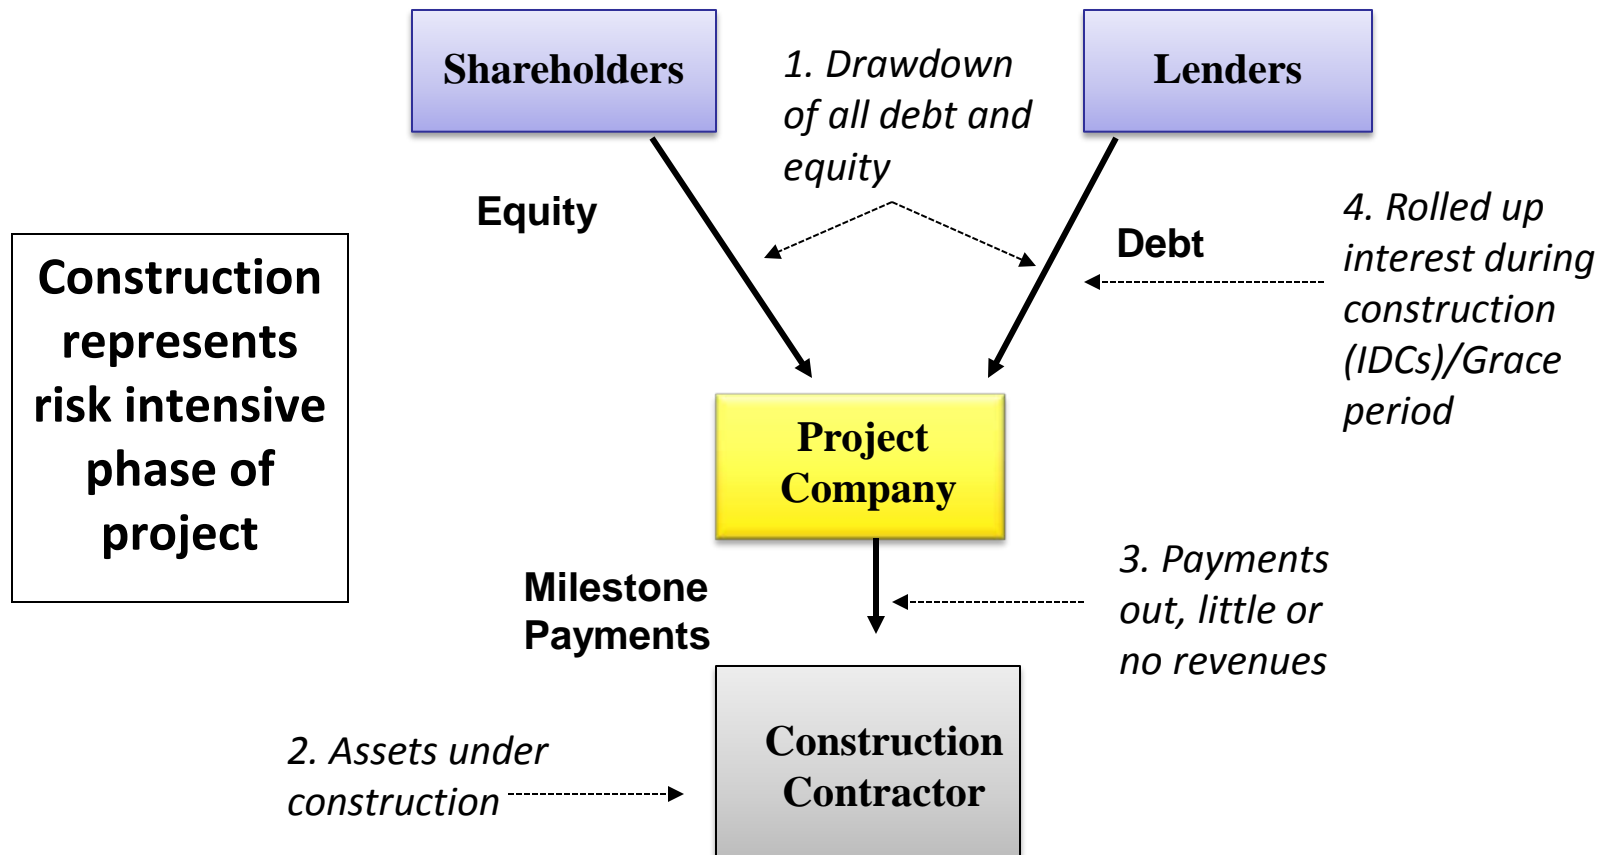 Shareholders
1. Drawdown
of all debt and
equity
Lenders
Equity
Debt
4. Rolled up
interest during
construction
(IDCs)/Grace
period
Construction
represents
risk intensive
phase of
project
Project
Company
Milestone
Payments
3. Payments
out, little or
no revenues
2. Assets under
construction
Construction
Contractor